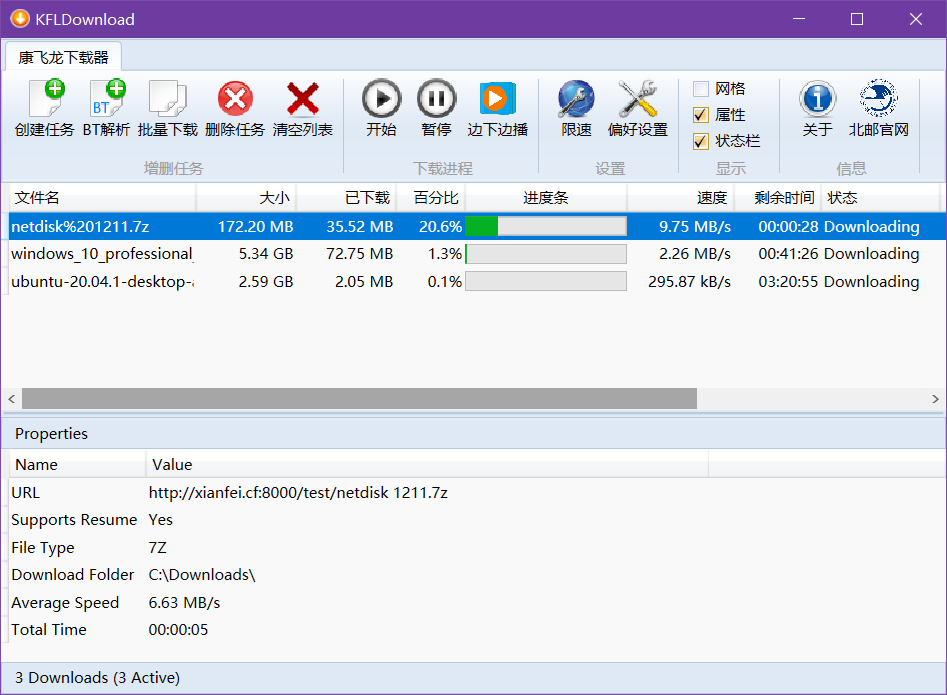 KFLDownload
康飞龙下载器
创建任务 BT解析 批量下载 删除任务 清空列表 开始 暂停 边下边播 限速 偏好设置 网格 属性 状态栏 关于 北邮官网
BT
增删任务 下载进程 设置 显示 信息
文件名 大小 已下载 百分比 进度条 速度 剩余时间 状态
netdisk%201211.7z 172.20 MB 35.52 MB 20.6% 9.75 MB/s 00:00:28 Downloading
windows_10_professional 5.34 GB 72.75 MB 1.3% 2.26 MB/s 00:41:26 Downloading
ubuntu-20.04.1-desktop- 2.59 GB 2.05 MB 0.1% 295.87 kB/s 03:20:55 Downloading
Properties
Name Value
URL http://xianfei.cf:8000/test/netdisk 1211.7z
Supports Resume Yes
File Type 7Z
Download Folder C:\Downloads\
Average Speed 6.63 MB/s
Total Time 00:00:05
3 Downloads (3 Active)